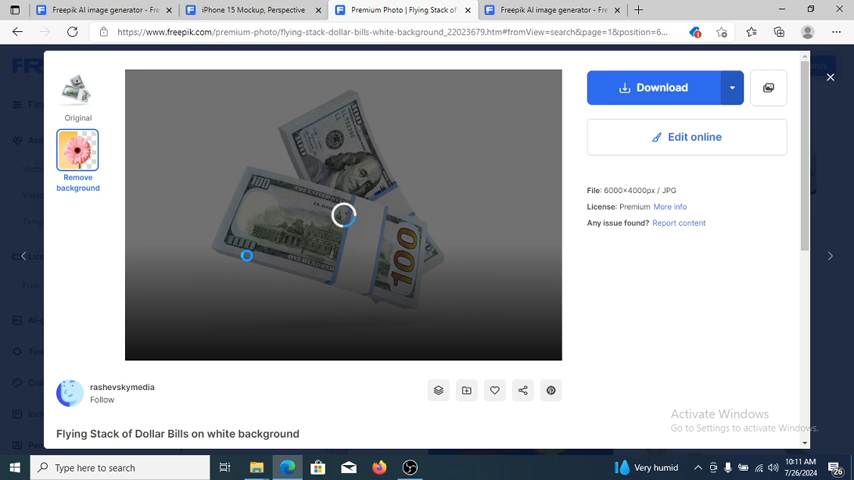 Freepik AI image generator - Fre
iPhone 15 Mockup, Perspective
Premium Photo | Flying Stack of
Freepik AI image generator - Fre
https://www.freepik.com/premium-photo/flying-stack-dollar-bills-white-background_22023679.htm#fromView=search&page=1&position=6...
Original
Remove
background
100
100
100
Download
Edit online
File: 6000×4000px / JPG
License: Premium More info
Any issue found? Report content
rashevskymedia
Follow
Flying Stack of Dollar Bills on white background
Activate Windows
Go to Settings to activate Windows.
Type here to search
Very humid
10:11 AM
7/26/2024
26